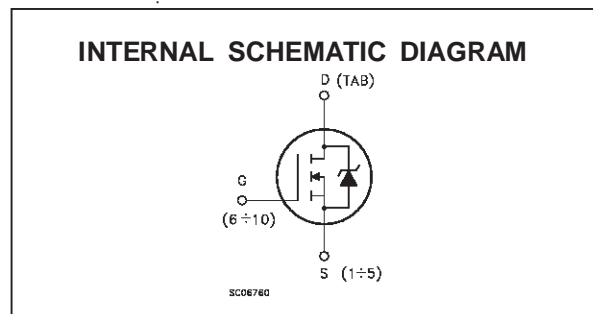 INTERNAL SCHEMATIC DIAGRAM
D (TAB)
G
(6÷10)
S (1÷5)
SC06760